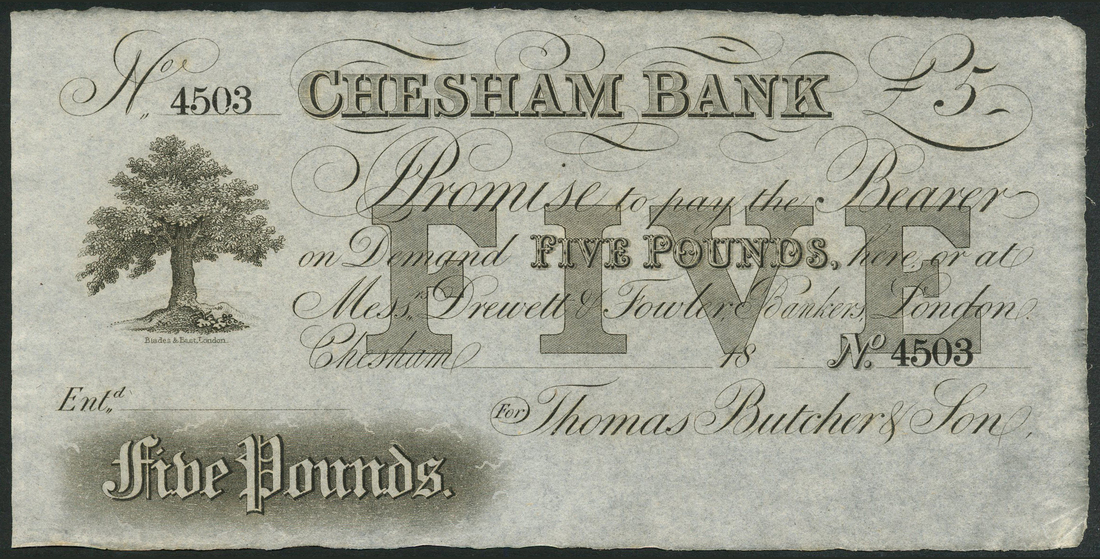 No. 4503 CHESHAM BANK £5
I Promise to pay the Bearer
on Demand FIVE POUNDS, here, or at
Messrs. Drewett & Fowler Bankers, London.
FIVE
Chesham 18 No. 4503
Blades & East, London.
Entd. (For) Thomas Butcher & Son,
Five Pounds.